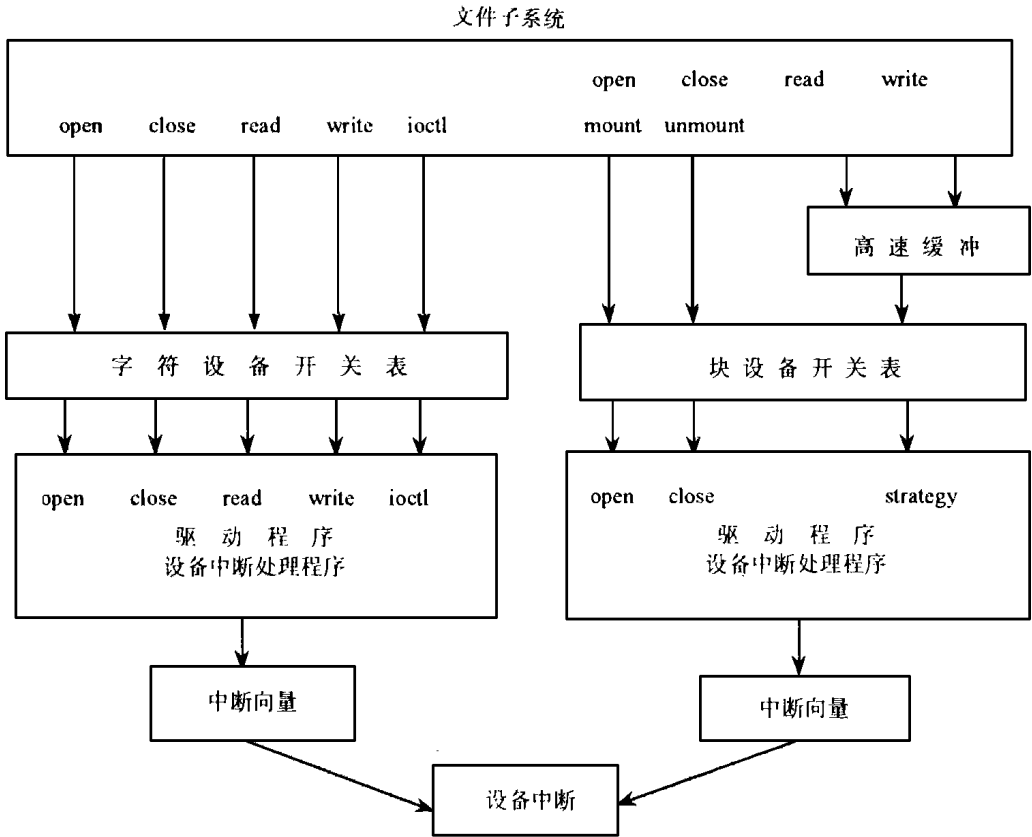 文件子系统
open close read write
open close read write ioctl mount unmount
高速缓冲
字符设备开关表
块设备开关表
open close read write ioctl
驱动程序
设备中断处理程序
open close strategy
驱动程序
设备中断处理程序
中断向量
中断向量
设备中断